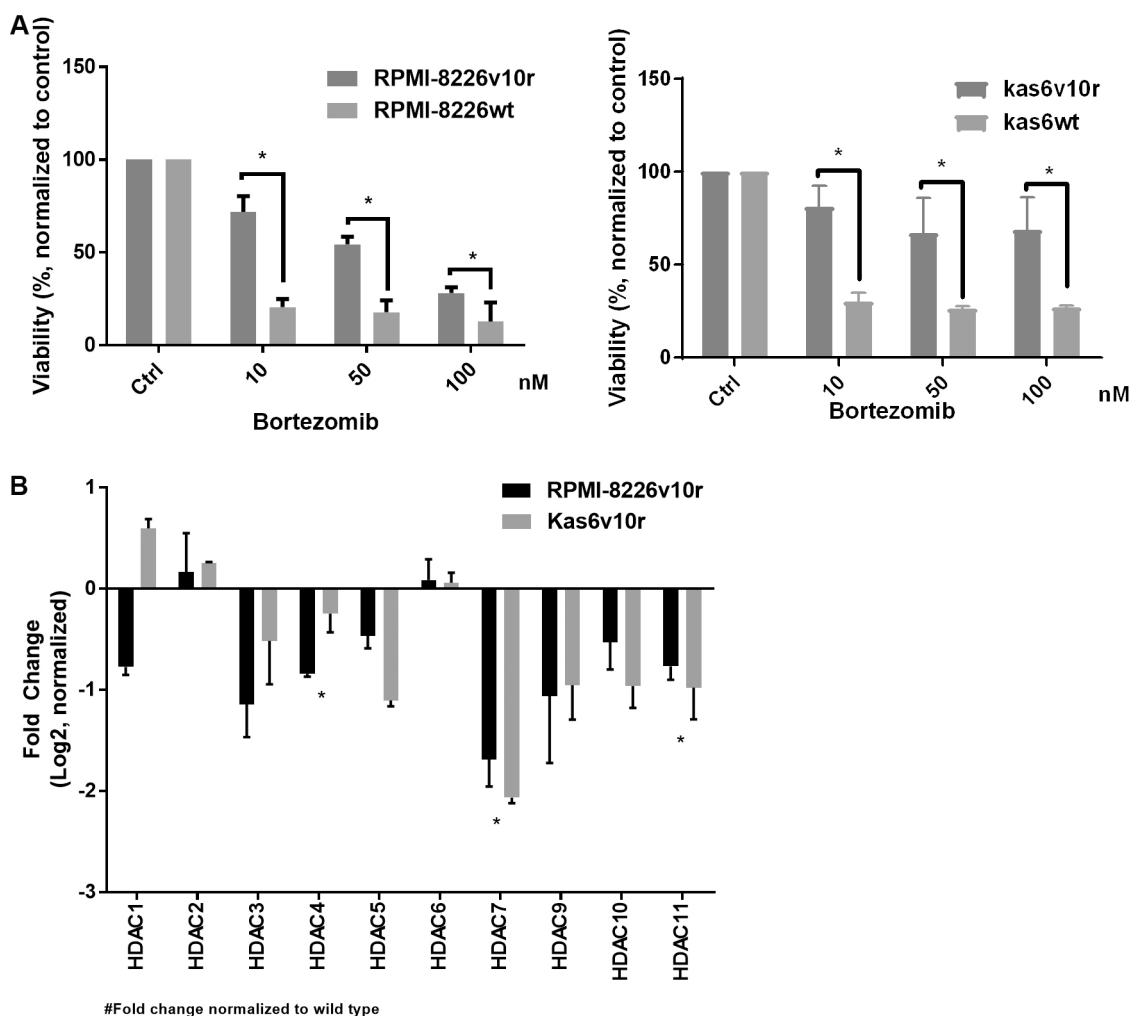 A
Viability (%, normalized to control)
150
100
50
0
RPMI-8226v10r
RPMI-8226wt
*
*
*
Ctrl
10
50
100
nM
Bortezomib
Viability (%, normalized to control)
150
100
50
0
kas6v10r
kas6wt
*
*
*
Ctrl
10
50
100
nM
Bortezomib
B
Fold Change
(Log2, normalized)
1
0
-1
-2
-3
RPMI-8226v10r
Kas6v10r
*
*
*
HDAC1
HDAC2
HDAC3
HDAC4
HDAC5
HDAC6
HDAC7
HDAC9
HDAC10
HDAC11
#Fold change normalized to wild type